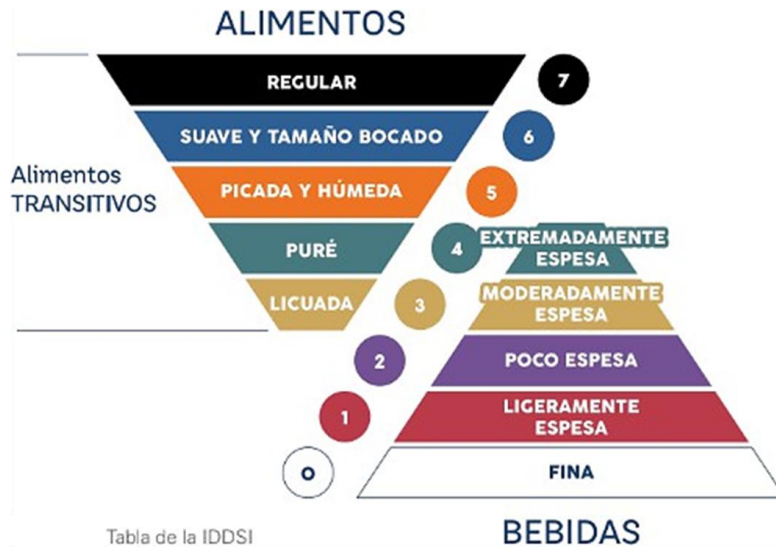 ALIMENTOS
REGULAR
7
SUAVE Y TAMAÑO BOCADO
6
Alimentos
TRANSITIVOS
PICADA Y HÚMEDA
5
PURÉ
4
EXTREMADAMENTE
ESPESA
LICUADA
3
MODERADAMENTE
ESPESA
2
POCO ESPESA
1
LIGERAMENTE
ESPESA
0
FINA
Tabla de la IDDSI
BEBIDAS